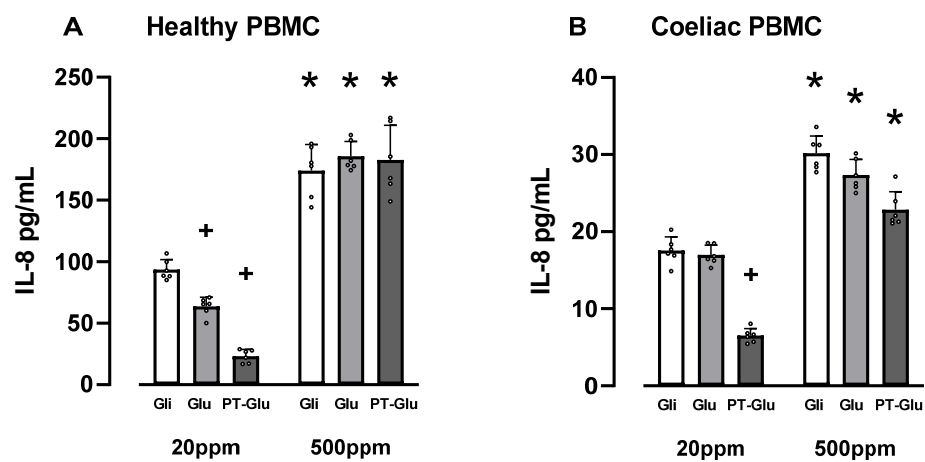 A Healthy PBMC
IL-8 pg/mL
250
200
150
100
50
0
+ +
* * *
Gli Glu PT-Glu Gli Glu PT-Glu
20ppm 500ppm
B Coeliac PBMC
IL-8 pg/mL
40
30
20
10
0
+
* * *
Gli Glu PT-Glu Gli Glu PT-Glu
20ppm 500ppm